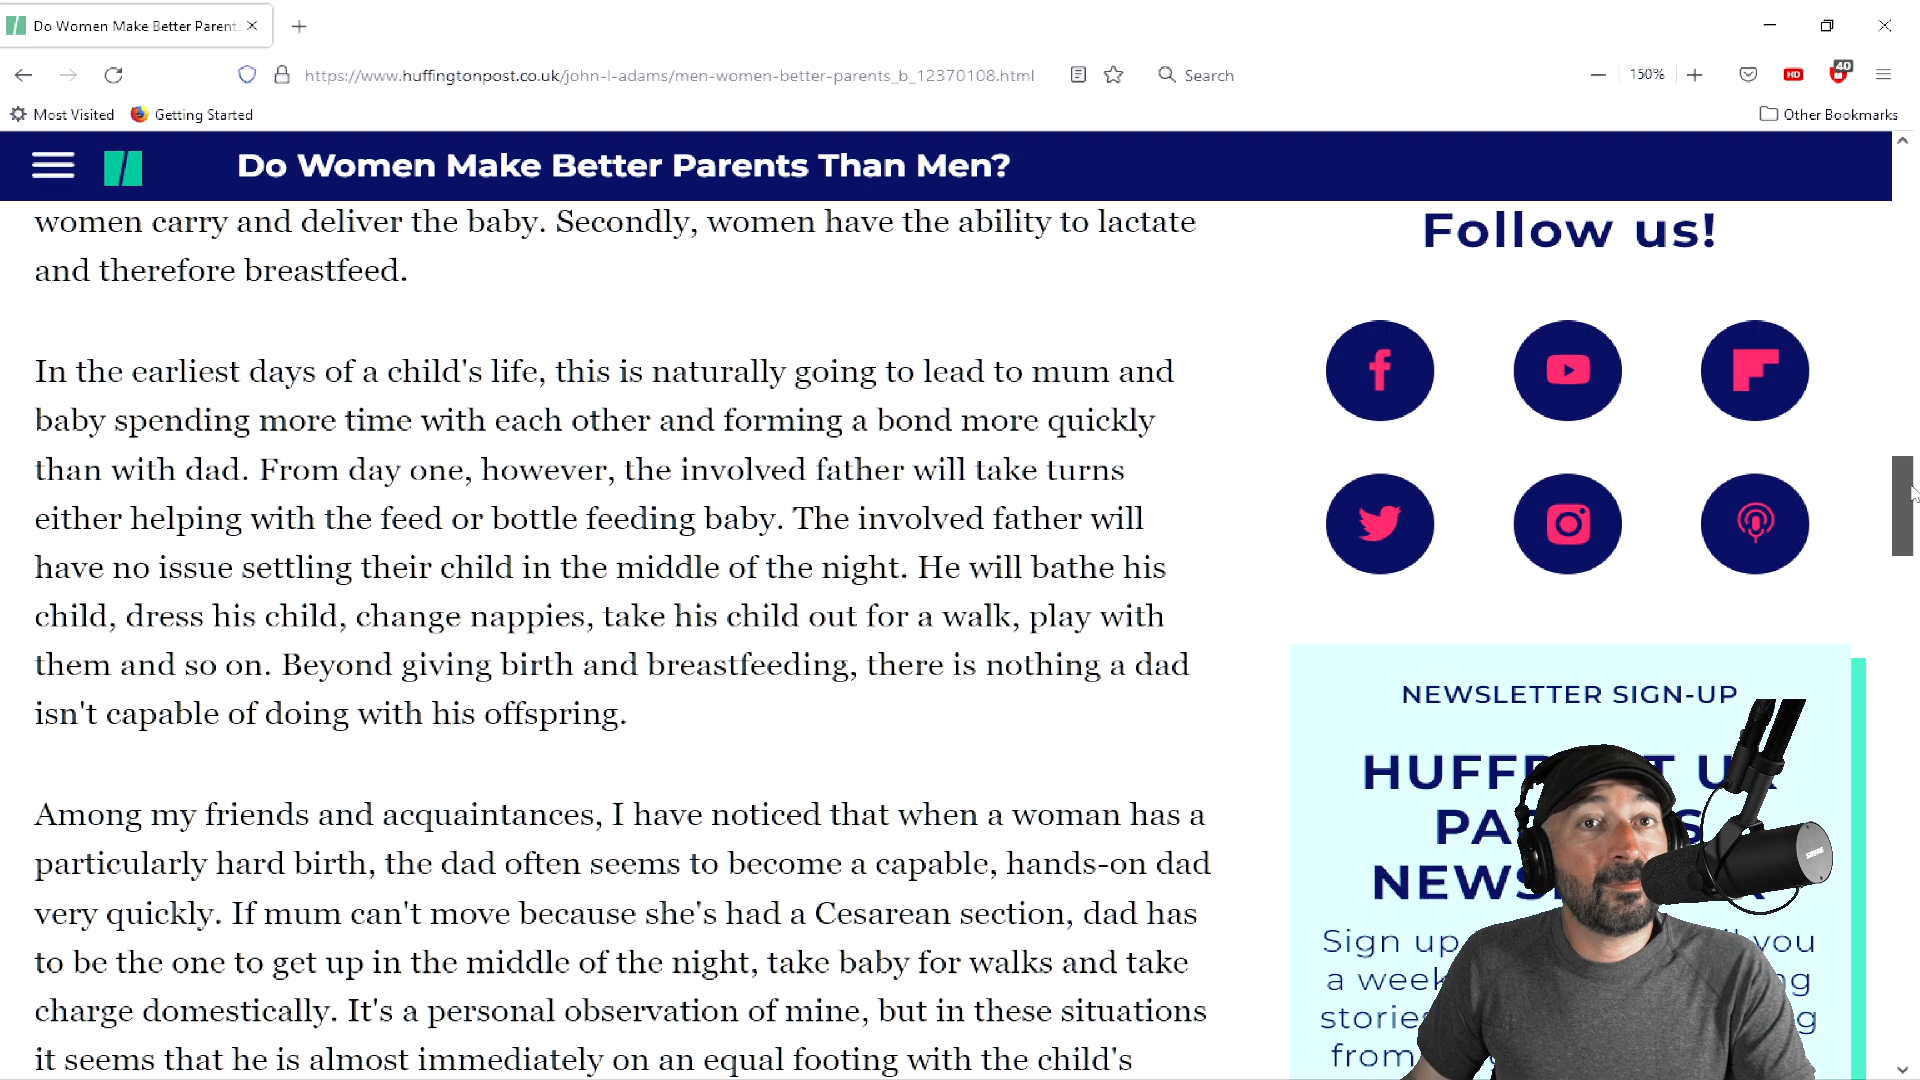 Do Women Make Better Parent
https://www.huffingtonpost.co.uk/john-l-adams/men-women-better-parents_b_12370108.html
Search
150%
HD
40
Most Visited
Getting Started
Other Bookmarks
Do Women Make Better Parents Than Men?
women carry and deliver the baby. Secondly, women have the ability to lactate
and therefore breastfeed.
In the earliest days of a child's life, this is naturally going to lead to mum and
baby spending more time with each other and forming a bond more quickly
than with dad. From day one, however, the involved father will take turns
either helping with the feed or bottle feeding baby. The involved father will
have no issue settling their child in the middle of the night. He will bathe his
child, dress his child, change nappies, take his child out for a walk, play with
them and so on. Beyond giving birth and breastfeeding, there is nothing a dad
isn't capable of doing with his offspring.
Among my friends and acquaintances, I have noticed that when a woman has a
particularly hard birth, the dad often seems to become a capable, hands-on dad
very quickly. If mum can't move because she's had a Cesarean section, dad has
to be the one to get up in the middle of the night, take baby for walks and take
charge domestically. It's a personal observation of mine, but in these situations
it seems that he is almost immediately on an equal footing with the child's
Follow us!
NEWSLETTER SIGN-UP
Sign up you
a week
from
SHURE